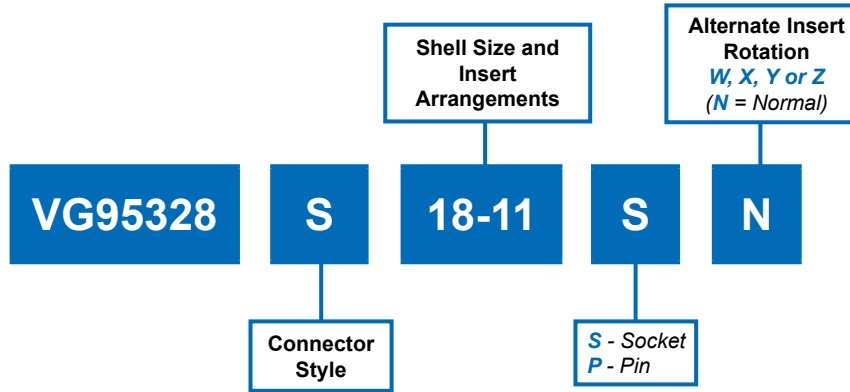 Shell Size and
Insert
Arrangements
Alternate Insert
Rotation
W, X, Y or Z
(N = Normal)
VG95328 S 18-11 S N
Connector
Style
S - Socket
P - Pin